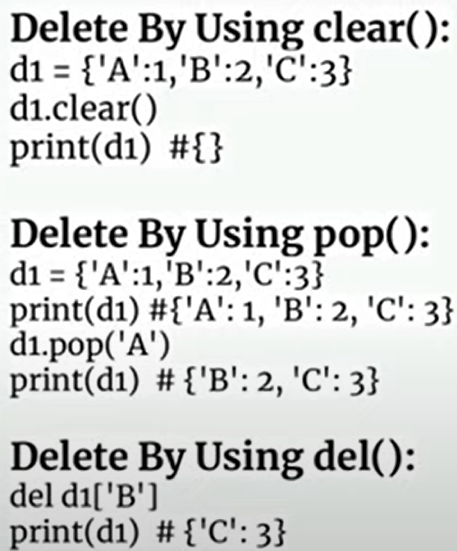 Delete By Using clear():
d1 = {'A':1,'B':2,'C':3}
d1.clear()
print(d1) #{}
Delete By Using pop():
d1 = {'A':1,'B':2,'C':3}
print(d1) #{'A': 1, 'B': 2, 'C': 3}
d1.pop('A')
print(d1) # {'B': 2, 'C': 3}
Delete By Using del():
del d1['B']
print(d1) # {'C': 3}